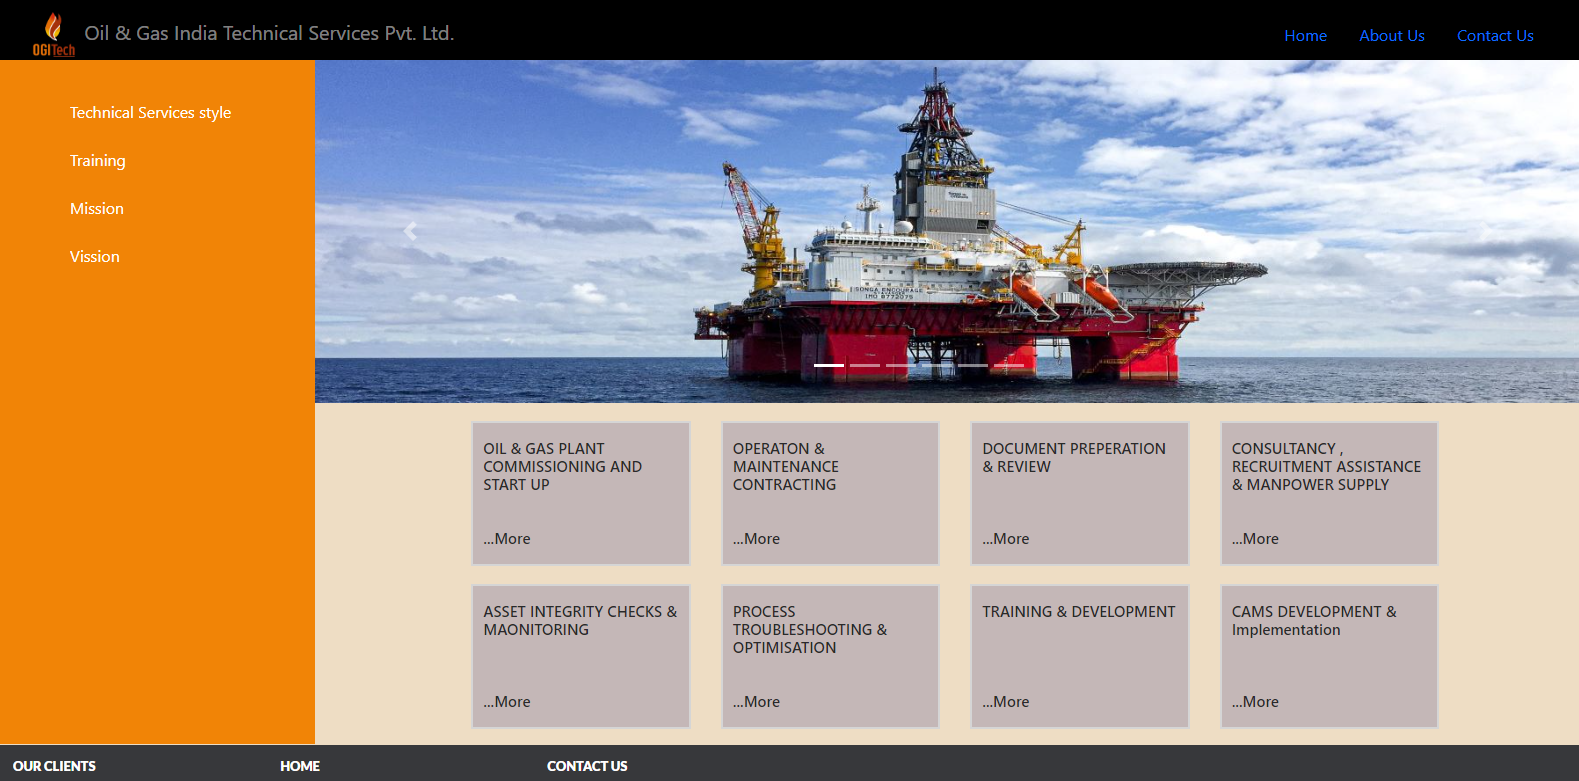 OGITech
Oil & Gas India Technical Services Pvt. Ltd.
Home
About Us
Contact Us
Technical Services style
Training
Mission
Vission
SONGA ENCOURAGE
IMO 8772075
OIL & GAS PLANT
COMMISSIONING AND
START UP
...More
OPERATON &
MAINTENANCE
CONTRACTING
...More
DOCUMENT PREPERATION
& REVIEW
...More
CONSULTANCY ,
RECRUITMENT ASSISTANCE
& MANPOWER SUPPLY
...More
ASSET INTEGRITY CHECKS &
MAONITORING
...More
PROCESS
TROUBLESHOOTING &
OPTIMISATION
...More
TRAINING & DEVELOPMENT
...More
CAMS DEVELOPMENT &
Implementation
...More
OUR CLIENTS
HOME
CONTACT US